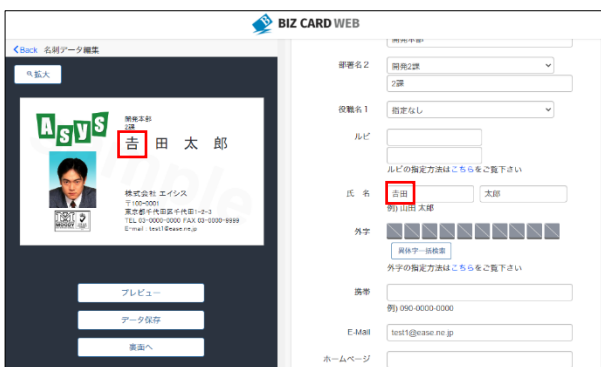 BIZ CARD WEB
Back 名刺データ編集
拡大
Asys
開発本部
2課
𠮷 田 太 郎
株式会社 エイシス
〒100-0001
東京都千代田区千代田1-2-3
TEL 03-0000-0000 FAX 03-0000-9999
E-mail test1@ease.ne.jp
プレビュー
データ保存
裏面へ
開発本部
部署名2 開発2課
2課
役職名1 指定なし
ルビ
ルビの指定方法はこちらをご覧下さい
氏 名 𠮷田 太郎
例) 山田 太郎
外字
異体字一括検索
外字の指定方法はこちらをご覧下さい
携帯
例) 090-0000-0000
E-Mail test1@ease.ne.jp
ホームページ